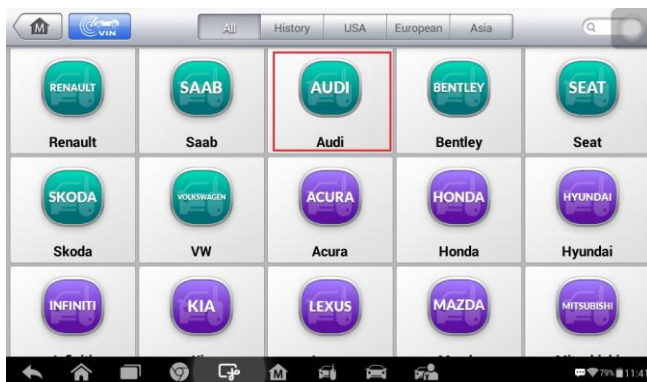 M VIN All History USA European Asia
RENAULT SAAB AUDI BENTLEY SEAT
Renault Saab Audi Bentley Seat
SKODA VOLKSWAGEN ACURA HONDA HYUNDAI
Skoda VW Acura Honda Hyundai
INFINITI KIA LEXUS MAZDA MITSUBISHI
M 79% 11:41